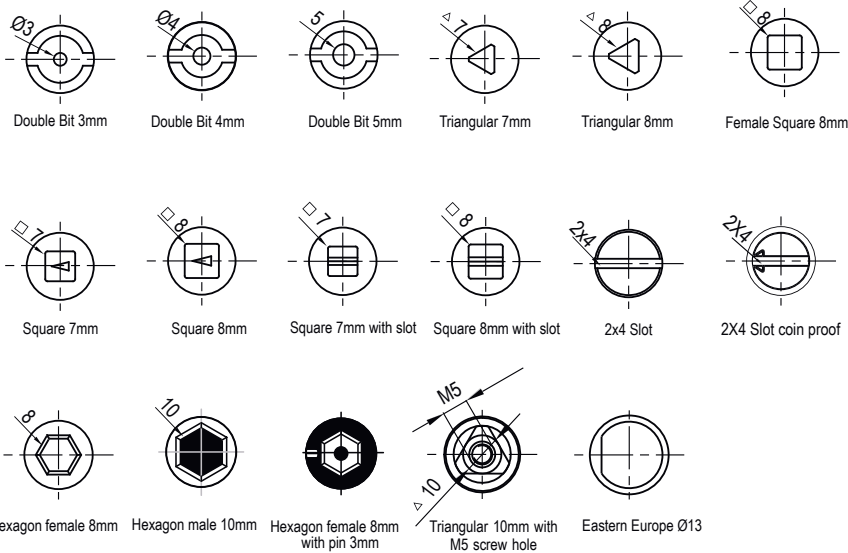 Ø3 Ø4 5 △ 7 △ 8 □ 8
Double Bit 3mm Double Bit 4mm Double Bit 5mm Triangular 7mm Triangular 8mm Female Square 8mm
□ 7 □ 8 □ 7 □ 8 2x4 2X4
Square 7mm Square 8mm Square 7mm with slot Square 8mm with slot 2x4 Slot 2X4 Slot coin proof
8 10 M5 △ 10
exagon female 8mm Hexagon male 10mm Hexagon female 8mm Triangular 10mm with Eastern Europe Ø13
with pin 3mm M5 screw hole